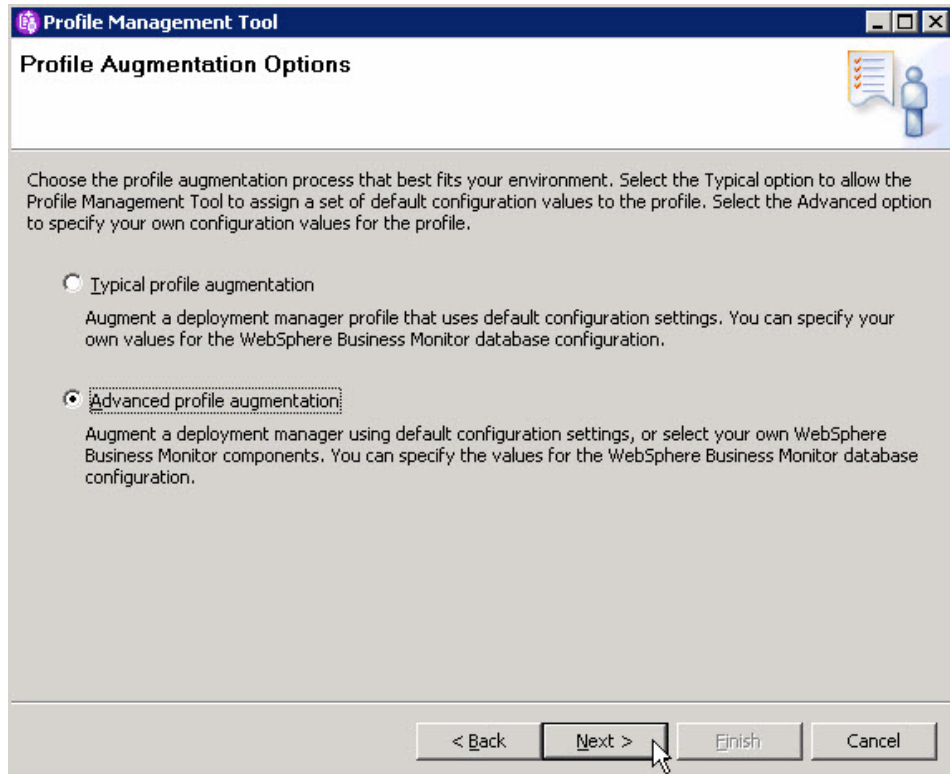 Profile Management Tool
Profile Augmentation Options
Choose the profile augmentation process that best fits your environment. Select the Typical option to allow the
Profile Management Tool to assign a set of default configuration values to the profile. Select the Advanced option
to specify your own configuration values for the profile.
Typical profile augmentation
Augment a deployment manager profile that uses default configuration settings. You can specify your
own values for the WebSphere Business Monitor database configuration.
Advanced profile augmentation
Augment a deployment manager using default configuration settings, or select your own WebSphere
Business Monitor components. You can specify the values for the WebSphere Business Monitor database
configuration.
< Back Next > Finish Cancel